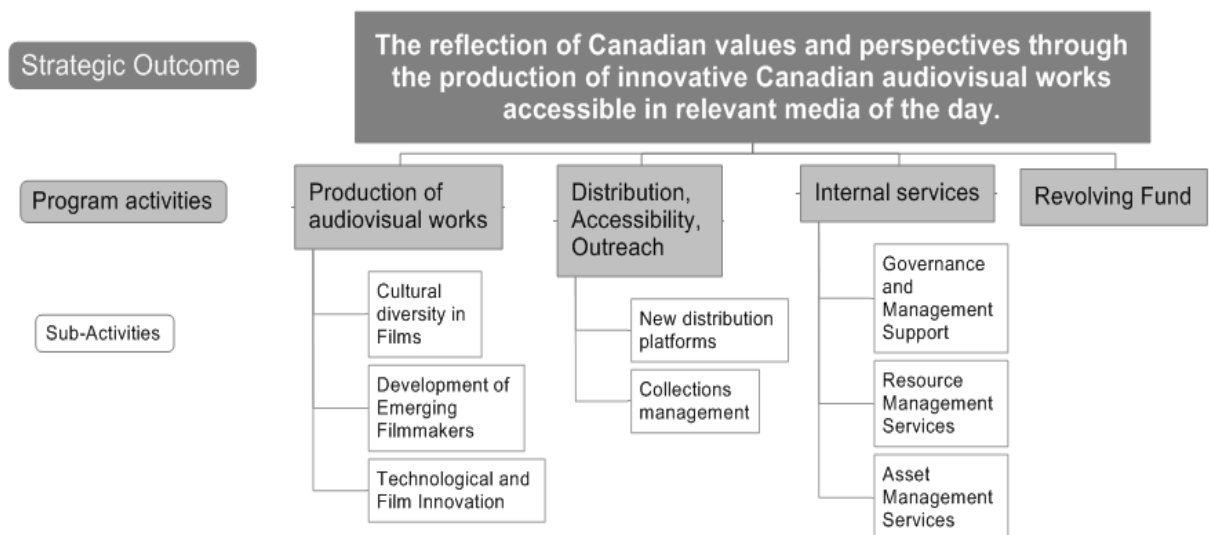 Strategic Outcome
The reflection of Canadian values and perspectives through
the production of innovative Canadian audiovisual works
accessible in relevant media of the day.
Program activities
Production of
audiovisual works
Distribution,
Accessibility,
Outreach
Internal services
Revolving Fund
Sub-Activities
Cultural
diversity in
Films
Development of
Emerging
Filmmakers
Technological and
Film Innovation
New distribution
platforms
Collections
management
Governance
and
Management
Support
Resource
Management
Services
Asset
Management
Services